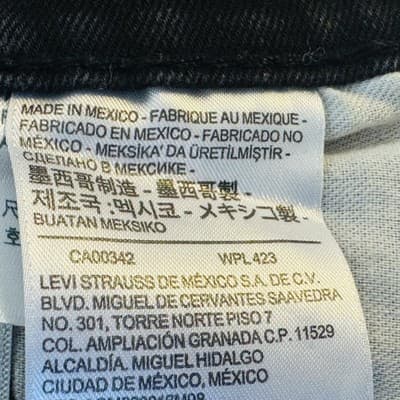 MADE IN MEXICO - FABRIQUE AU MEXIQUE -
FABRICADO EN MÉXICO - FABRICADO NO
MÉXICO - MEKSİKA' DA ÜRETİLMİŞTİR -
СДЕЛАНО В МЕКСИКЕ -
墨西哥制造 - 墨西哥製 -
제조국 : 멕시코 - メキシコ製 -
BUATAN MEKSIKO
CA00342 WPL 423
LEVI STRAUSS DE MÉXICO S.A. DE C.V.
BLVD. MIGUEL DE CERVANTES SAAVEDRA
NO. 301, TORRE NORTE PISO 7
COL. AMPLIACIÓN GRANADA C.P. 11529
ALCALDÍA. MIGUEL HIDALGO
CIUDAD DE MÉXICO, MÉXICO